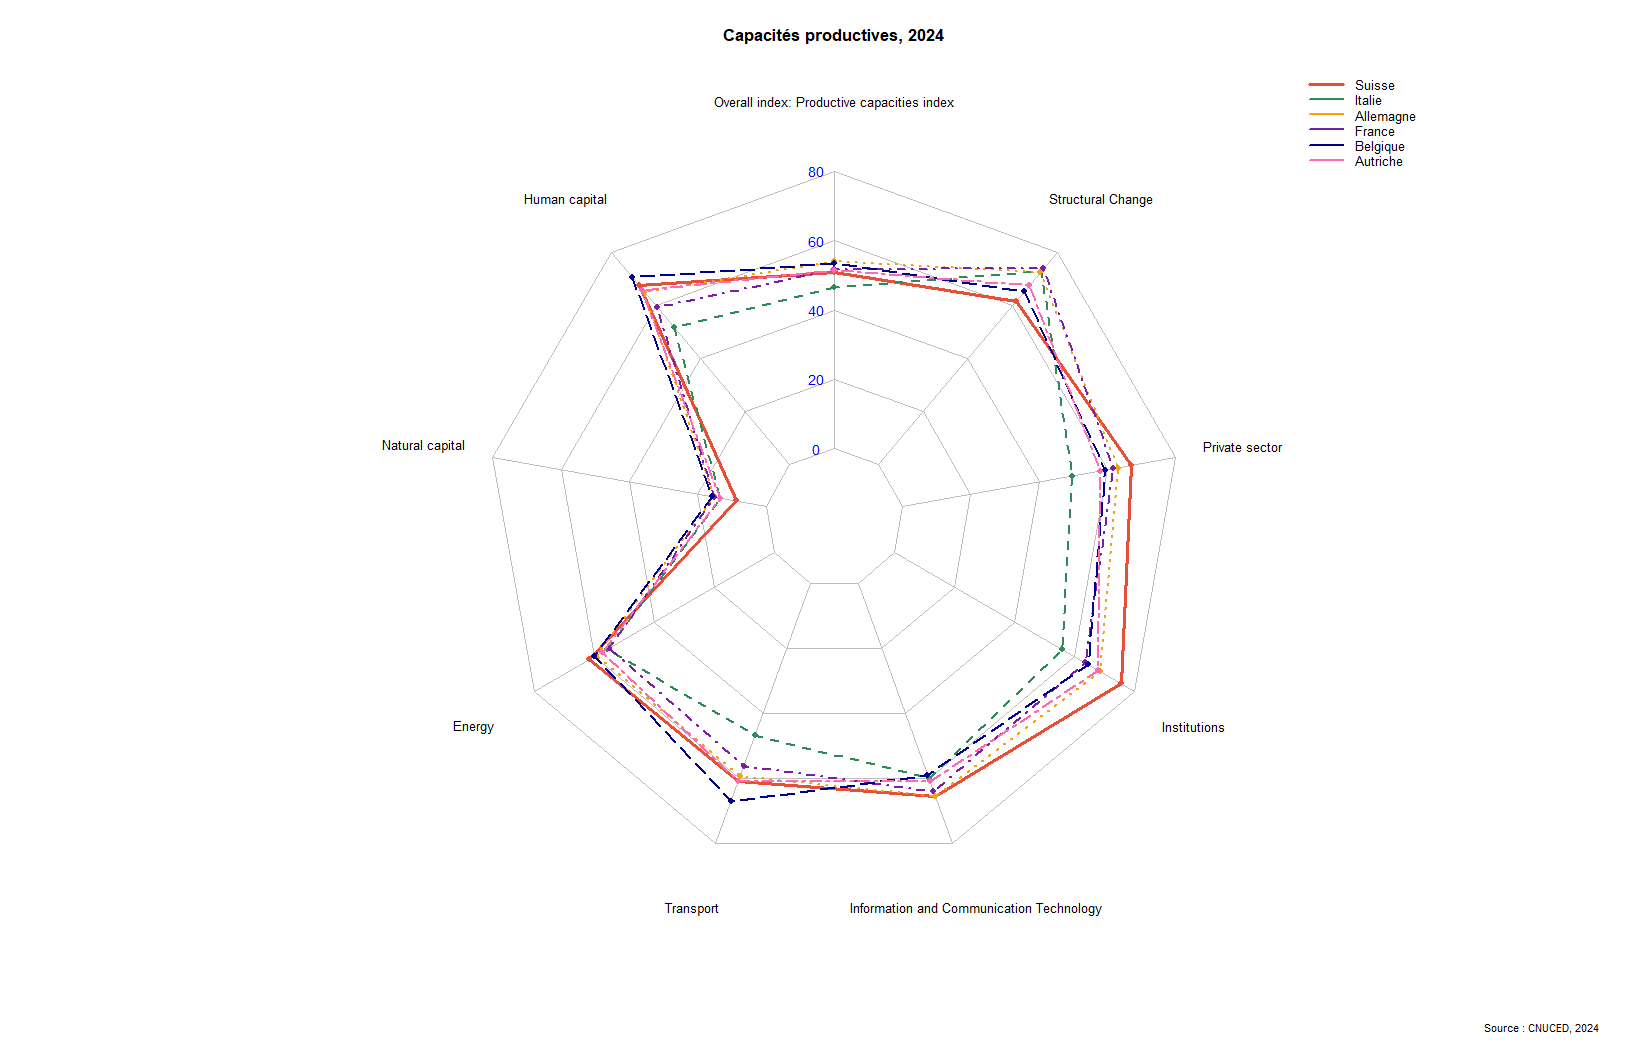 Capacités productives, 2024
Suisse
Italie
Allemagne
France
Belgique
Autriche
Overall index: Productive capacities index
Human capital
Structural Change
80
60
40
20
0
Natural capital
Private sector
Energy
Institutions
Transport
Information and Communication Technology
Source : CNUCED, 2024